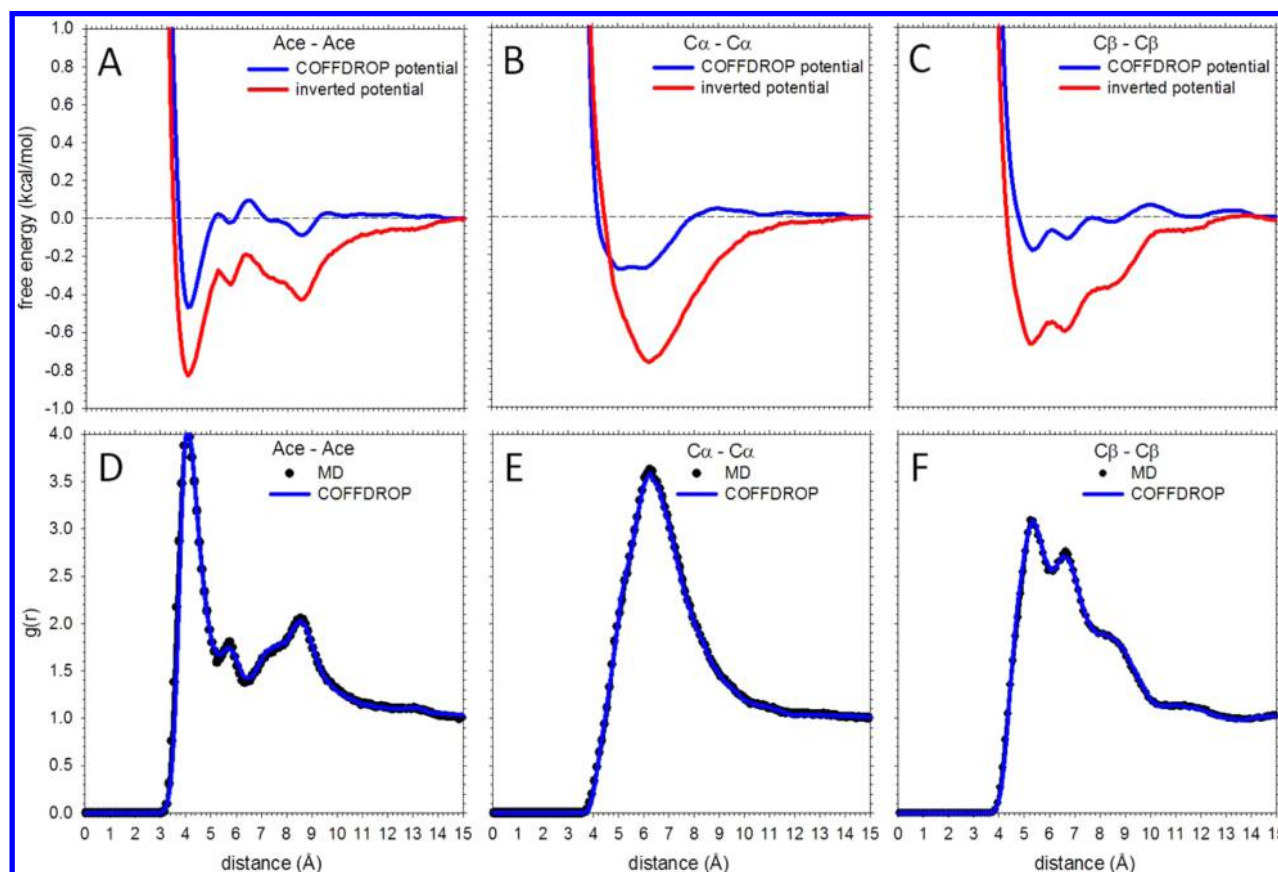 A
Ace - Ace
COFFDROP potential
inverted potential
B
Cα - Cα
COFFDROP potential
inverted potential
C
Cβ - Cβ
COFFDROP potential
inverted potential
free energy (kcal/mol)
1.0
0.8
0.6
0.4
0.2
0.0
-0.2
-0.4
-0.6
-0.8
-1.0
D
Ace - Ace
MD
COFFDROP
E
Cα - Cα
MD
COFFDROP
F
Cβ - Cβ
MD
COFFDROP
g(r)
4.0
3.5
3.0
2.5
2.0
1.5
1.0
0.5
0.0
0 1 2 3 4 5 6 7 8 9 10 11 12 13 14 15
0 1 2 3 4 5 6 7 8 9 10 11 12 13 14 15
0 1 2 3 4 5 6 7 8 9 10 11 12 13 14 15
distance (Å)
distance (Å)
distance (Å)